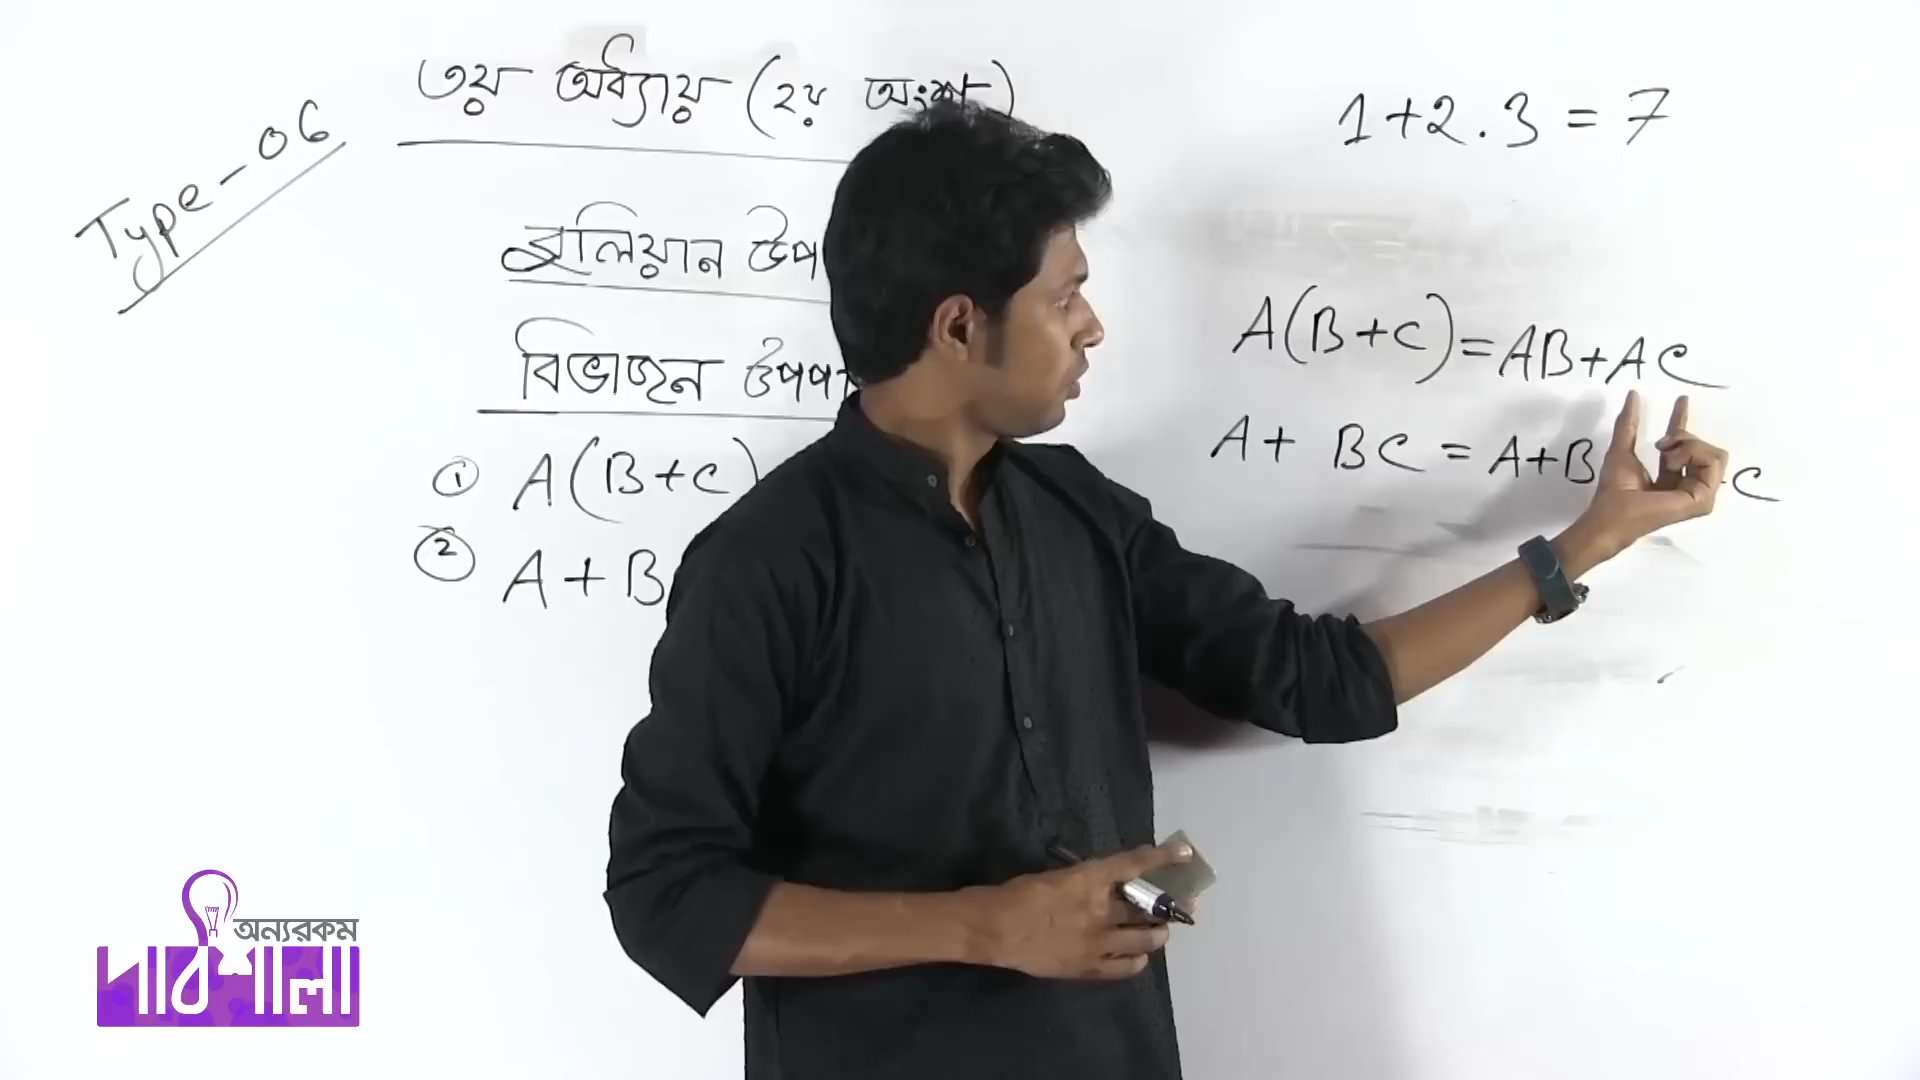 Type-06
৩য় অধ্যায় (২য় অংশ)
বুলিয়ান উপ
বিভাজন উপপা
① A(B+C)
② A+B
1+2.3 = 7
A(B+C)=AB+AC
A+ BC = A+B C
অন্যরকম
পাঠশালা